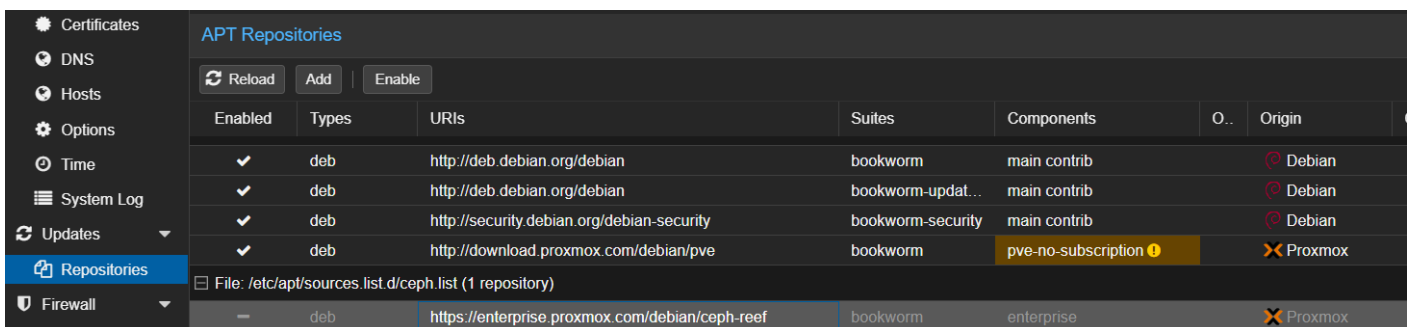 Certificates
DNS
Hosts
Options
Time
System Log
Updates
Repositories
Firewall
APT Repositories
Reload Add Enable
Enabled Types URIs Suites Components O.. Origin
deb http://deb.debian.org/debian bookworm main contrib Debian
deb http://deb.debian.org/debian bookworm-updat... main contrib Debian
deb http://security.debian.org/debian-security bookworm-security main contrib Debian
deb http://download.proxmox.com/debian/pve bookworm pve-no-subscription Proxmox
File: /etc/apt/sources.list.d/ceph.list (1 repository)
deb https://enterprise.proxmox.com/debian/ceph-reef bookworm enterprise Proxmox